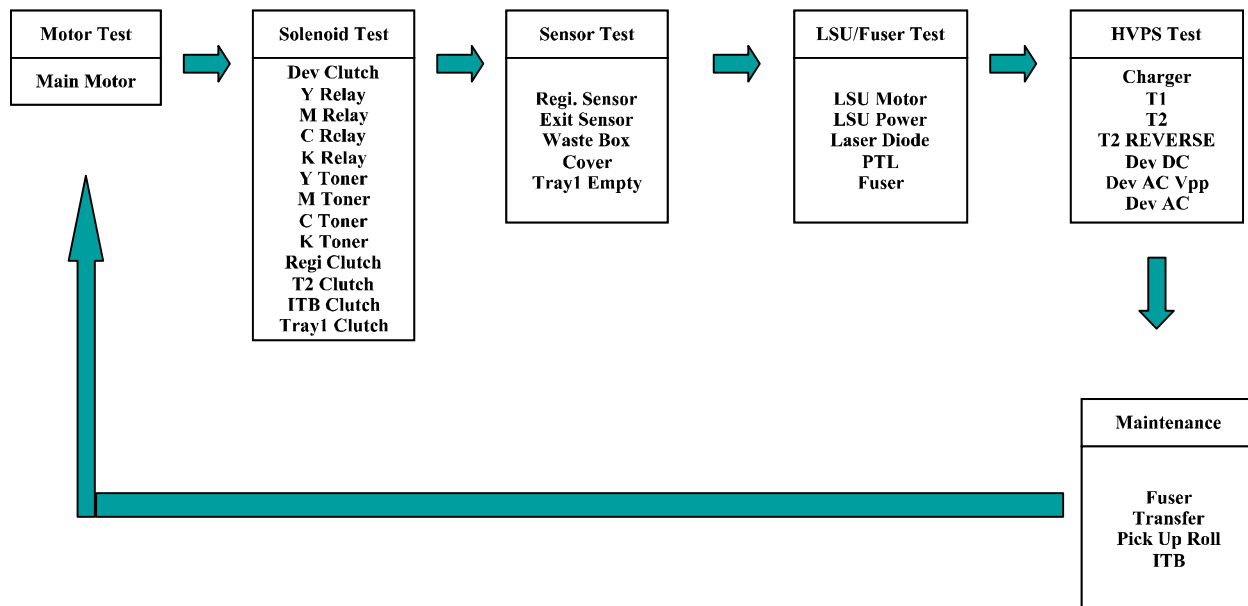 Motor Test
Main Motor
Solenoid Test
Dev Clutch
Y Relay
M Relay
C Relay
K Relay
Y Toner
M Toner
C Toner
K Toner
Regi Clutch
T2 Clutch
ITB Clutch
Tray1 Clutch
Sensor Test
Regi. Sensor
Exit Sensor
Waste Box
Cover
Tray1 Empty
LSU/Fuser Test
LSU Motor
LSU Power
Laser Diode
PTL
Fuser
HVPS Test
Charger
T1
T2
T2 REVERSE
Dev DC
Dev AC Vpp
Dev AC
Maintenance
Fuser
Transfer
Pick Up Roll
ITB